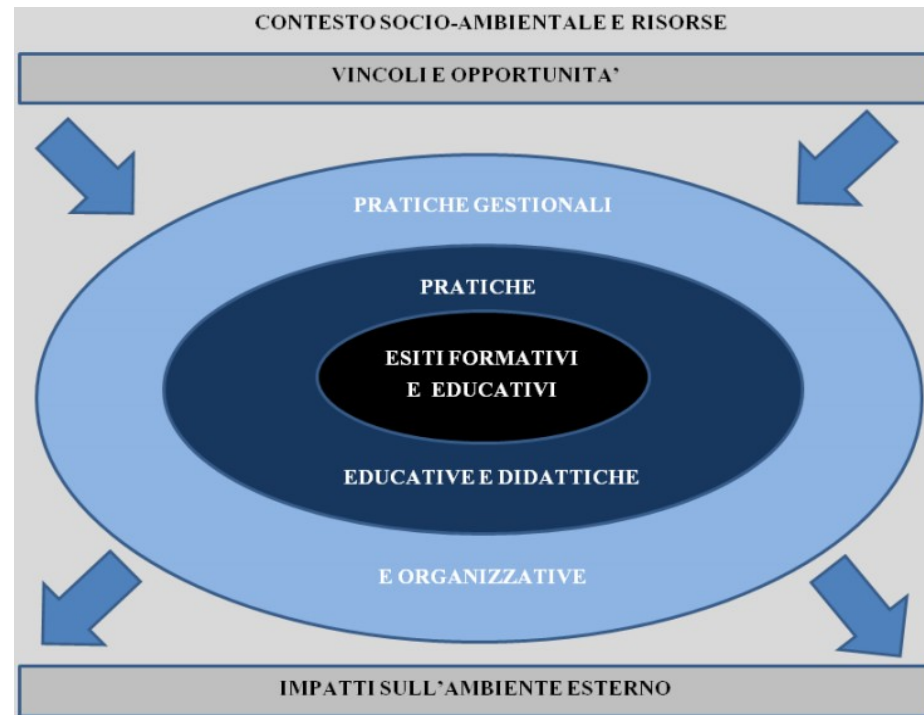 CONTESTO SOCIO-AMBIENTALE E RISORSE
VINCOLI E OPPORTUNITA’
PRATICHE GESTIONALI
PRATICHE
ESITI FORMATIVI
E EDUCATIVI
EDUCATIVE E DIDATTICHE
E ORGANIZZATIVE
IMPATTI SULL’AMBIENTE ESTERNO